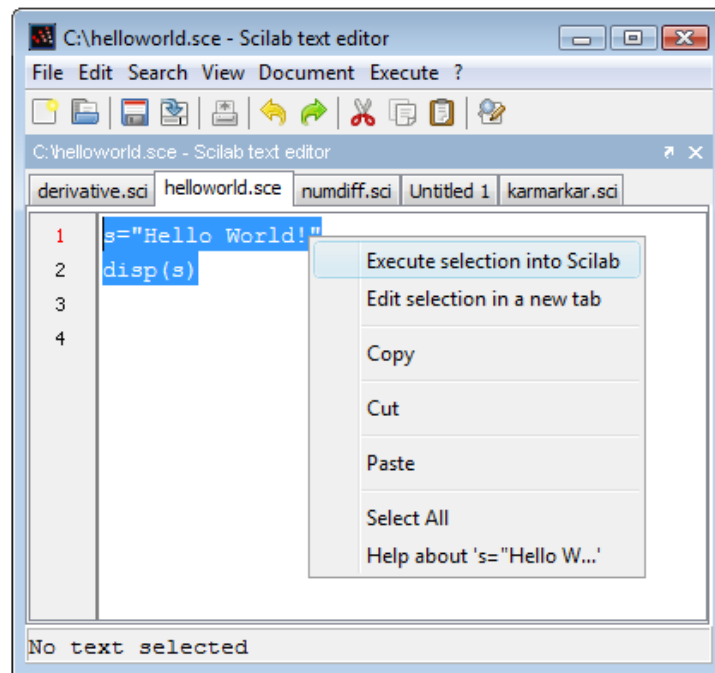 C:\helloworld.sce - Scilab text editor
File Edit Search View Document Execute ?
C:\helloworld.sce - Scilab text editor
derivative.sci helloworld.sce numdiff.sci Untitled 1 karmarkar.sci
1 s="Hello World!"
2 disp(s)
3
4
Execute selection into Scilab
Edit selection in a new tab
Copy
Cut
Paste
Select All
Help about 's="Hello W...'
No text selected